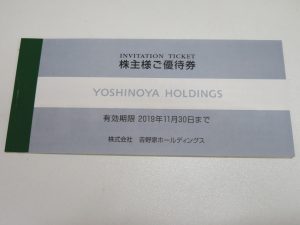 INVITATION TICKET
株主様ご優待券
YOSHINOYA HOLDINGS
有効期限 2018年11月30日まで
株式会社 吉野家ホールディングス